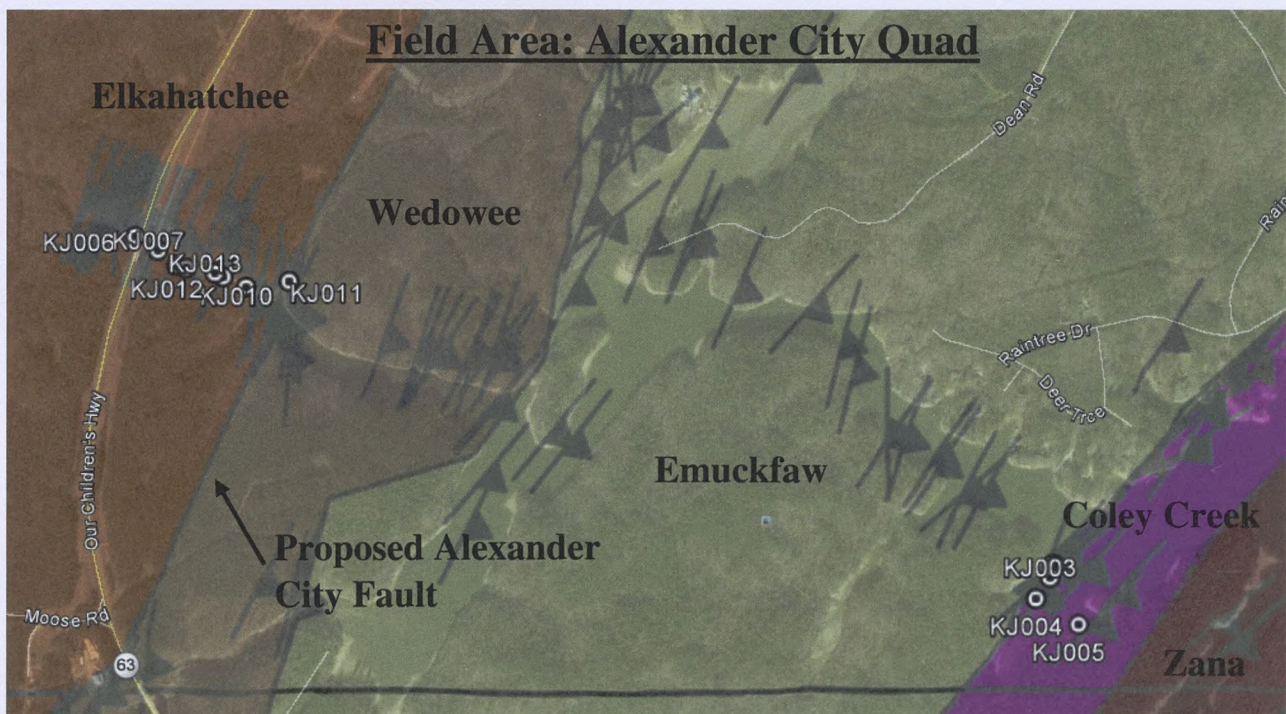 Field Area: Alexander City Quad
Elkahatchee
Dean Rd
Wedowee
KJ006
KJ007
KJ013
KJ012
KJ010
KJ011
Raintree Dr
Deer Trce
Our Children's Hwy
Emuckfaw
Coley Creek
Proposed Alexander
City Fault
KJ003
Moose Rd
KJ004
KJ005
Zana
63